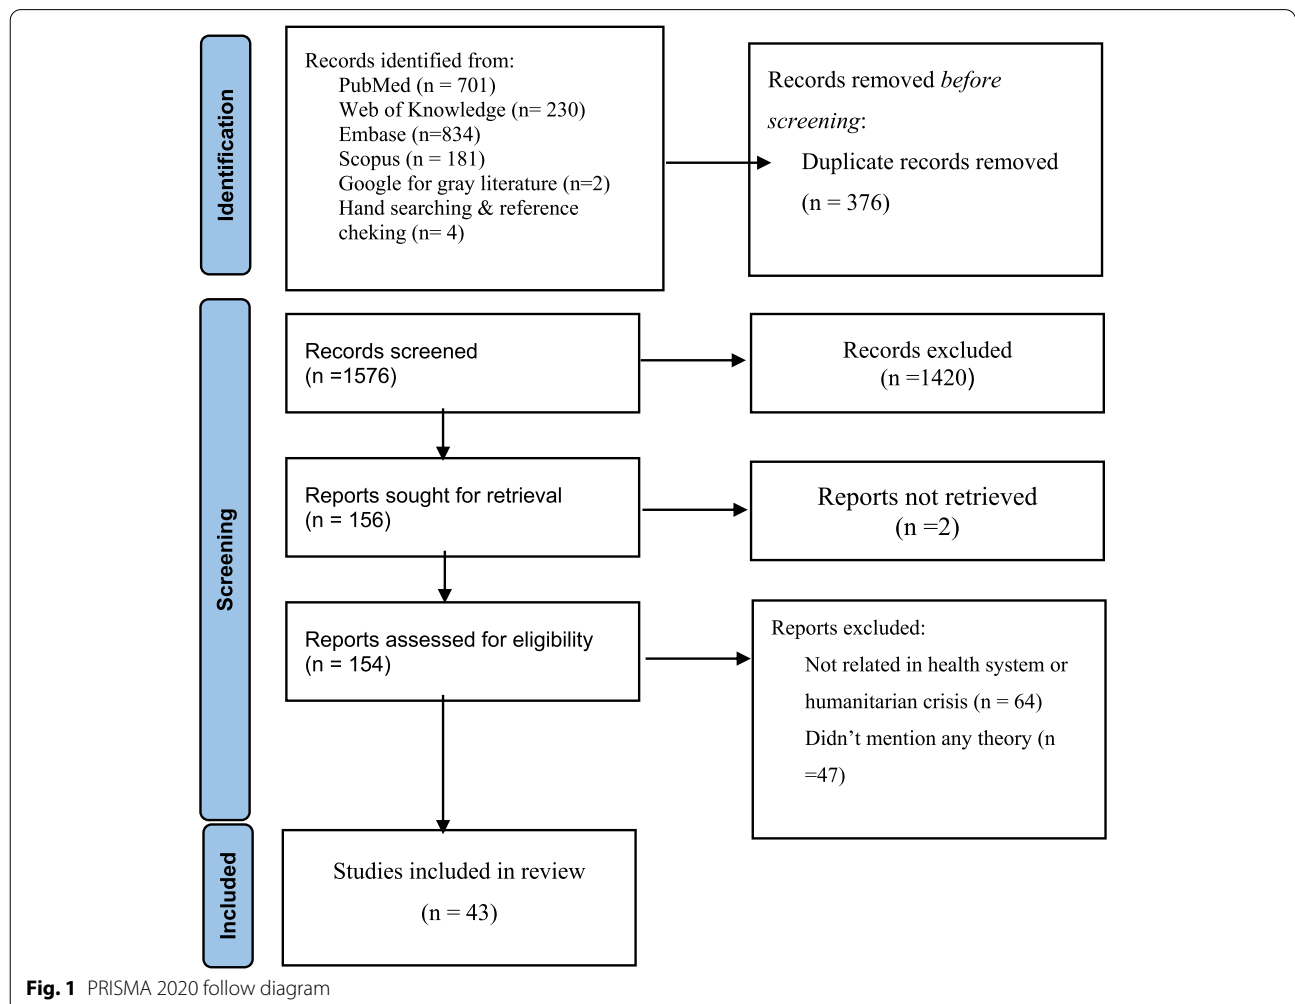 Identification
Records identified from:
PubMed (n = 701)
Web of Knowledge (n= 230)
Embase (n=834)
Scopus (n = 181)
Google for gray literature (n=2)
Hand searching & reference
cheking (n= 4)
Records removed before
screening:
Duplicate records removed
(n = 376)
Screening
Records screened
(n =1576)
Records excluded
(n =1420)
Reports sought for retrieval
(n = 156)
Reports not retrieved
(n =2)
Reports assessed for eligibility
(n = 154)
Reports excluded:
Not related in health system or
humanitarian crisis (n = 64)
Didn’t mention any theory (n
=47)
Included
Studies included in review
(n = 43)
Fig. 1 PRISMA 2020 follow diagram